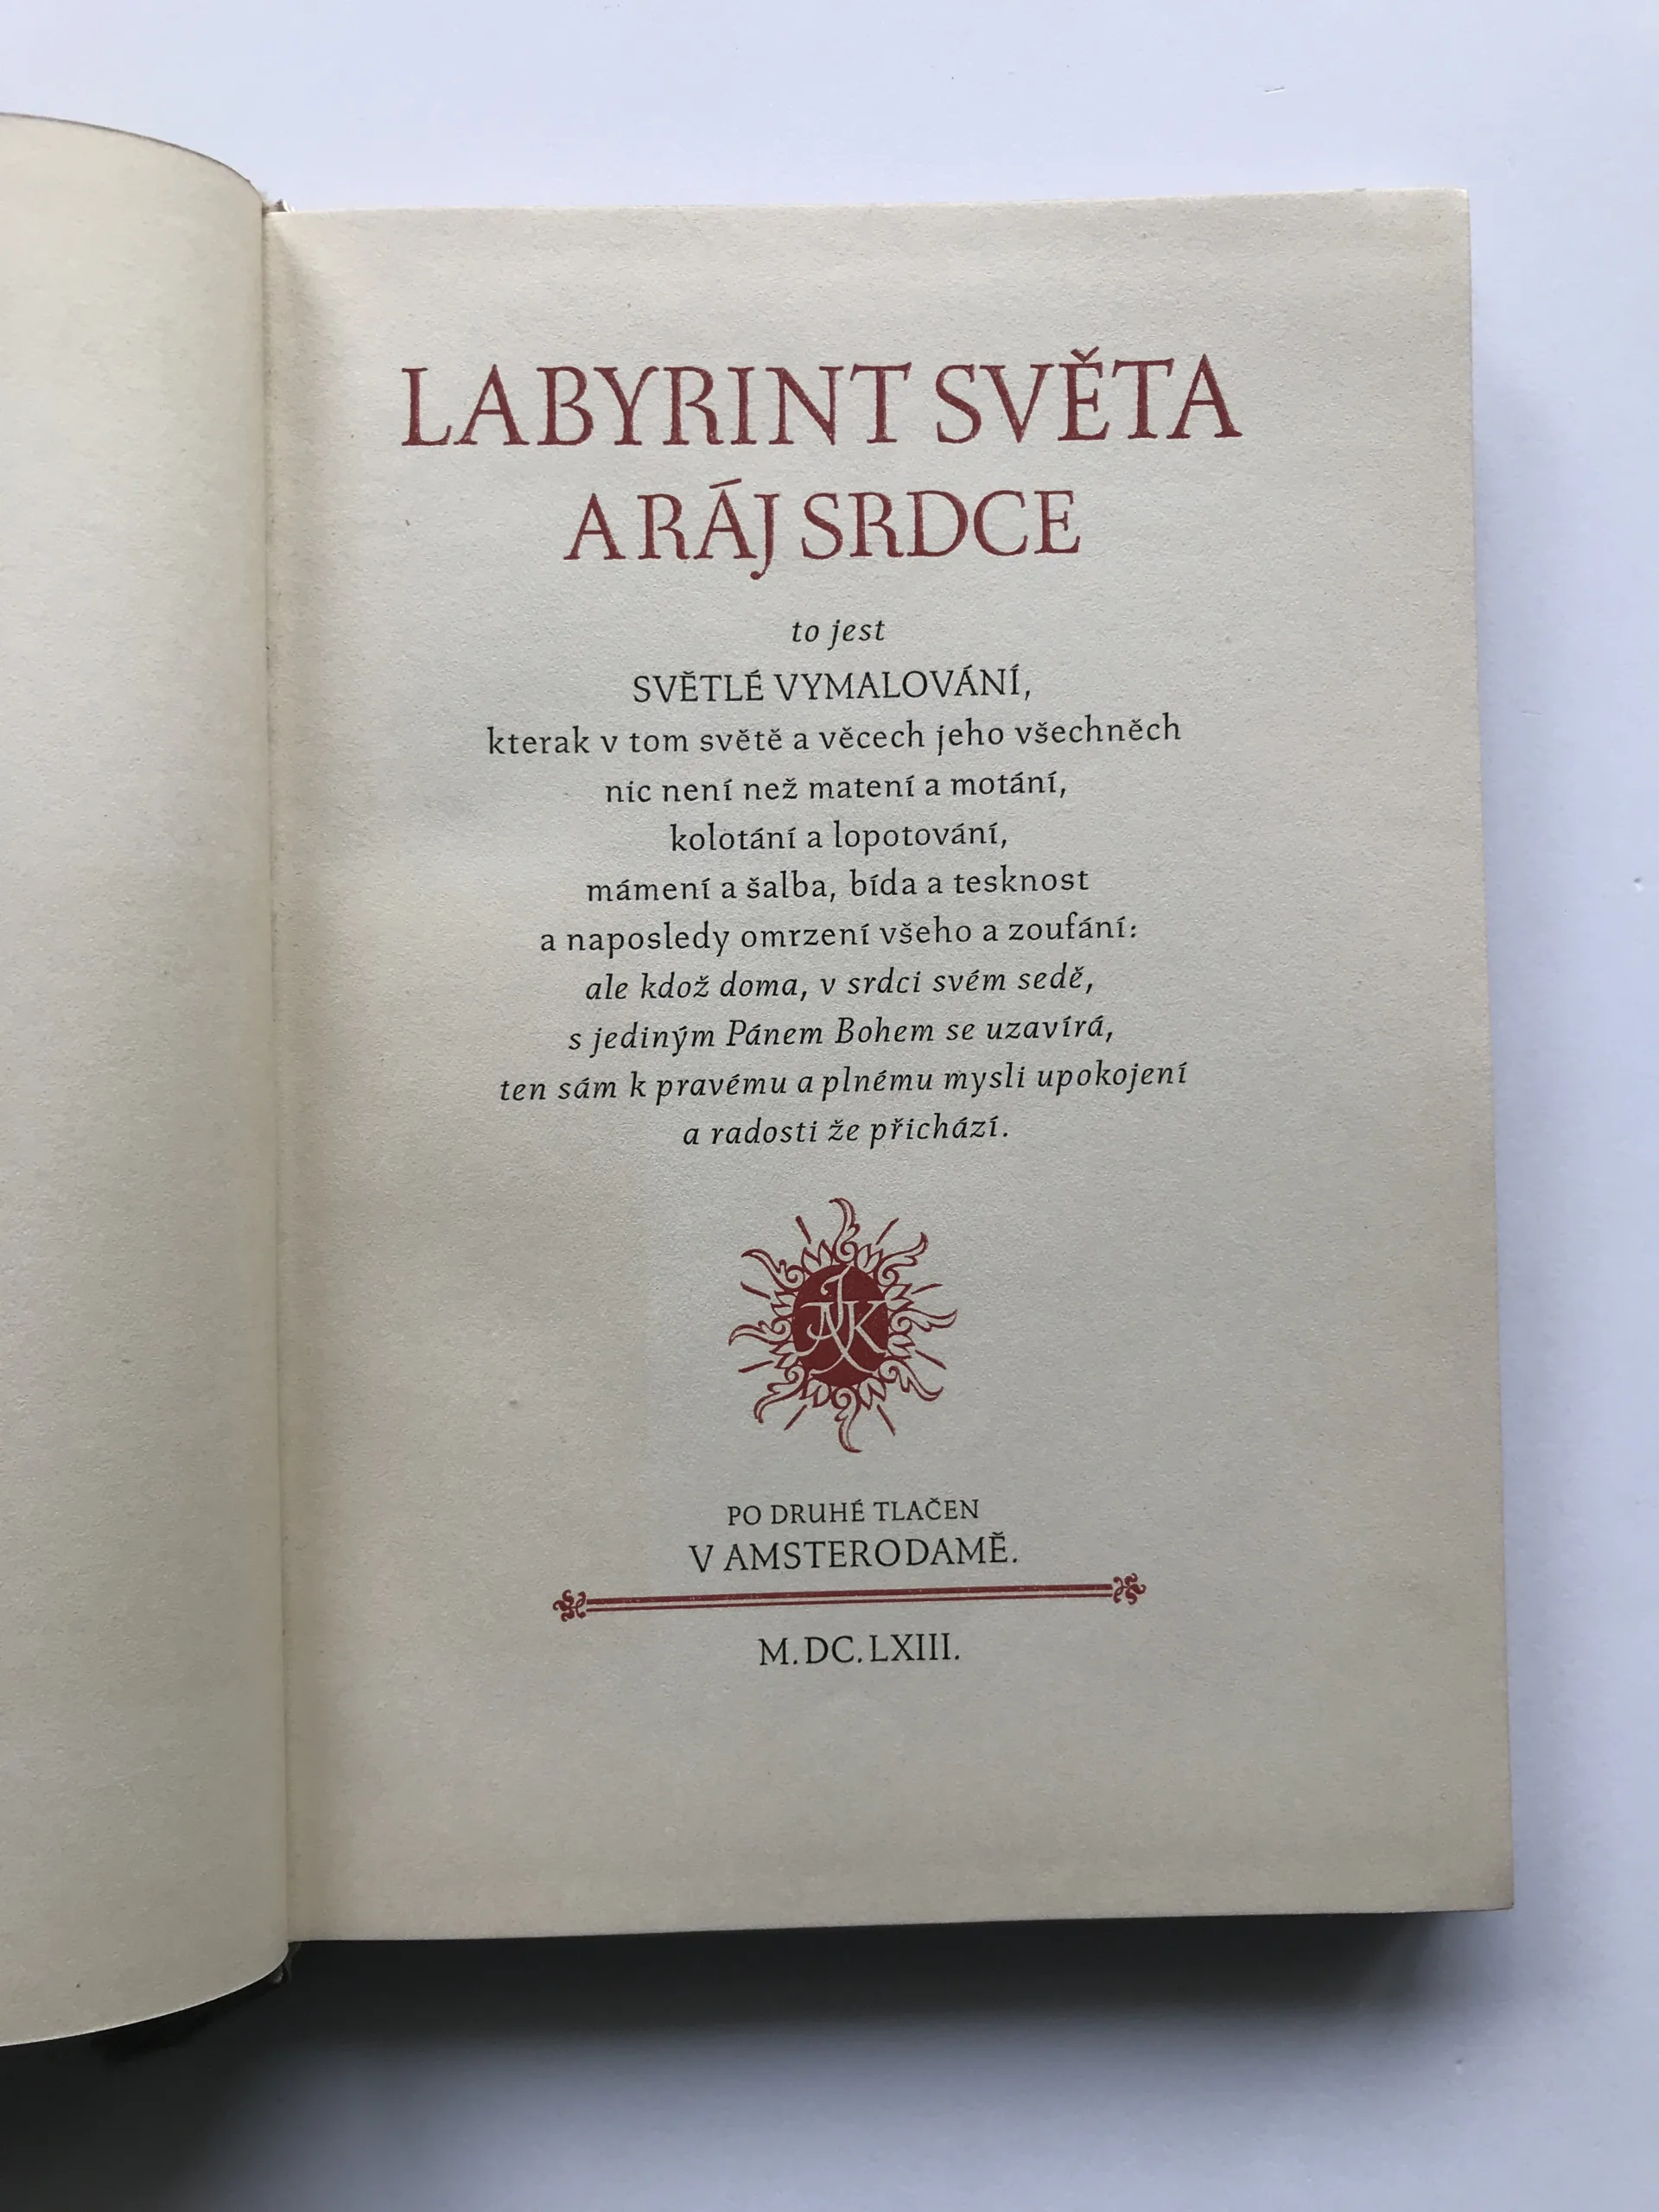 LABYRINT SVĚTA
A RÁJ SRDCE
to jest
SVĚTLÉ VYMALOVÁNÍ,
kterak v tom světě a věcech jeho všechněch
nic není než matení a motání,
kolotání a lopotování,
mámení a šalba, bída a tesknost
a naposledy omrzení všeho a zoufání:
ale kdož doma, v srdci svém sedě,
s jediným Pánem Bohem se uzavírá,
ten sám k pravému a plnému mysli upokojení
a radosti že přichází.
JAK
PO DRUHÉ TLAČEN
V AMSTERODAMĚ.
M.DC.LXIII.